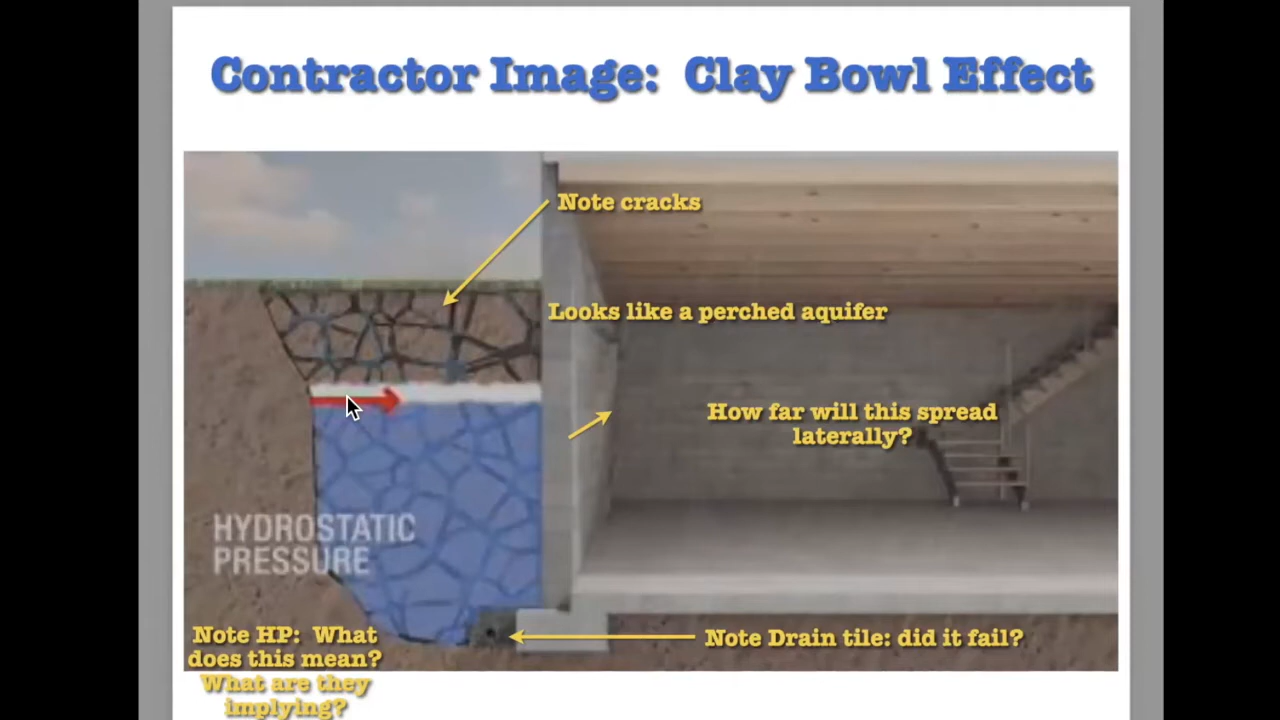 Contractor Image: Clay Bowl Effect
Note cracks
Looks like a perched aquifer
How far will this spread
laterally?
HYDROSTATIC
PRESSURE
Note HP: What
does this mean?
What are they
implying?
Note Drain tile: did it fail?